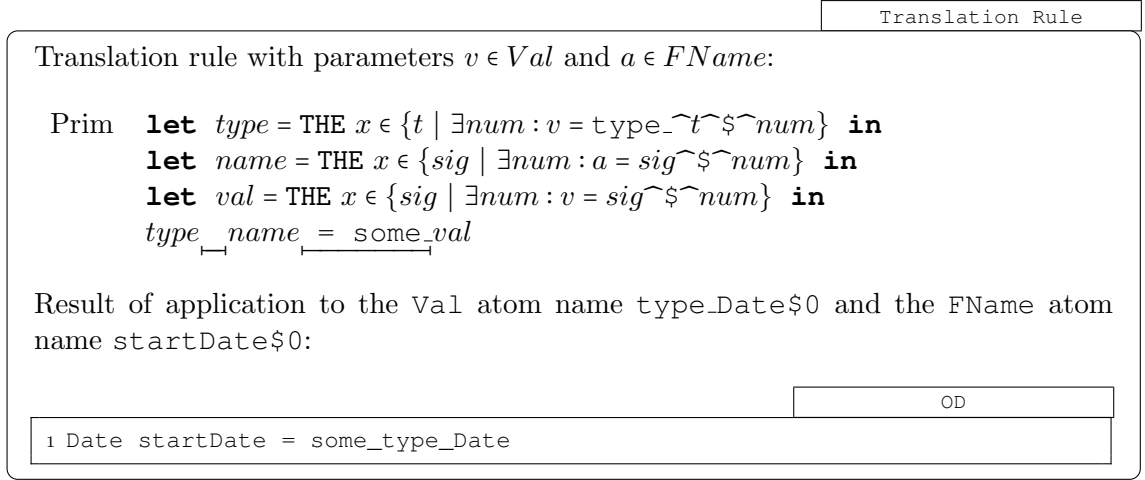 Translation Rule
Translation rule with parameters v ∈ Val and a ∈ FName:
Prim let type = THE x ∈ {t | ∃num : v = type_⌢t⌢$⌢num} in
let name = THE x ∈ {sig | ∃num : a = sig⌢$⌢num} in
let val = THE x ∈ {sig | ∃num : v = sig⌢$⌢num} in
type name = some_val
Result of application to the Val atom name type_Date$0 and the FName atom
name startDate$0:
OD
1 Date startDate = some_type_Date